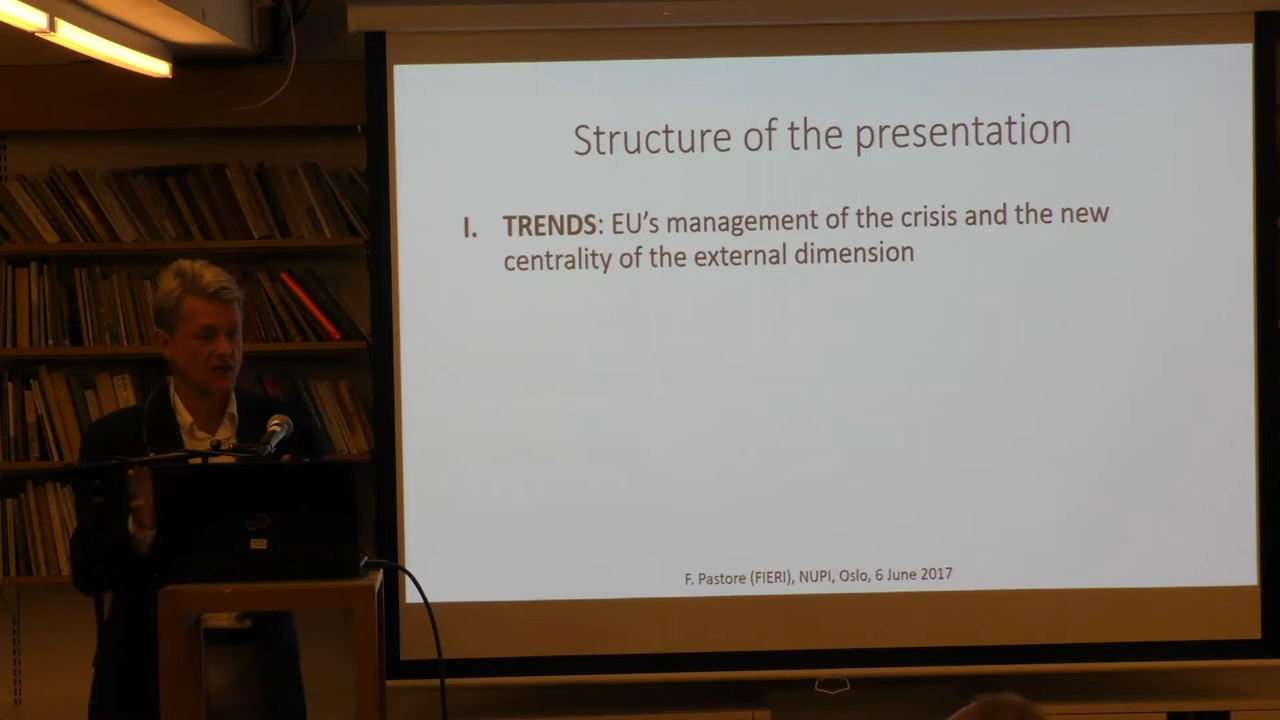 Structure of the presentation
I. TRENDS: EU's management of the crisis and the new
centrality of the external dimension
F. Pastore (FIERI), NUPI, Oslo, 6 June 2017